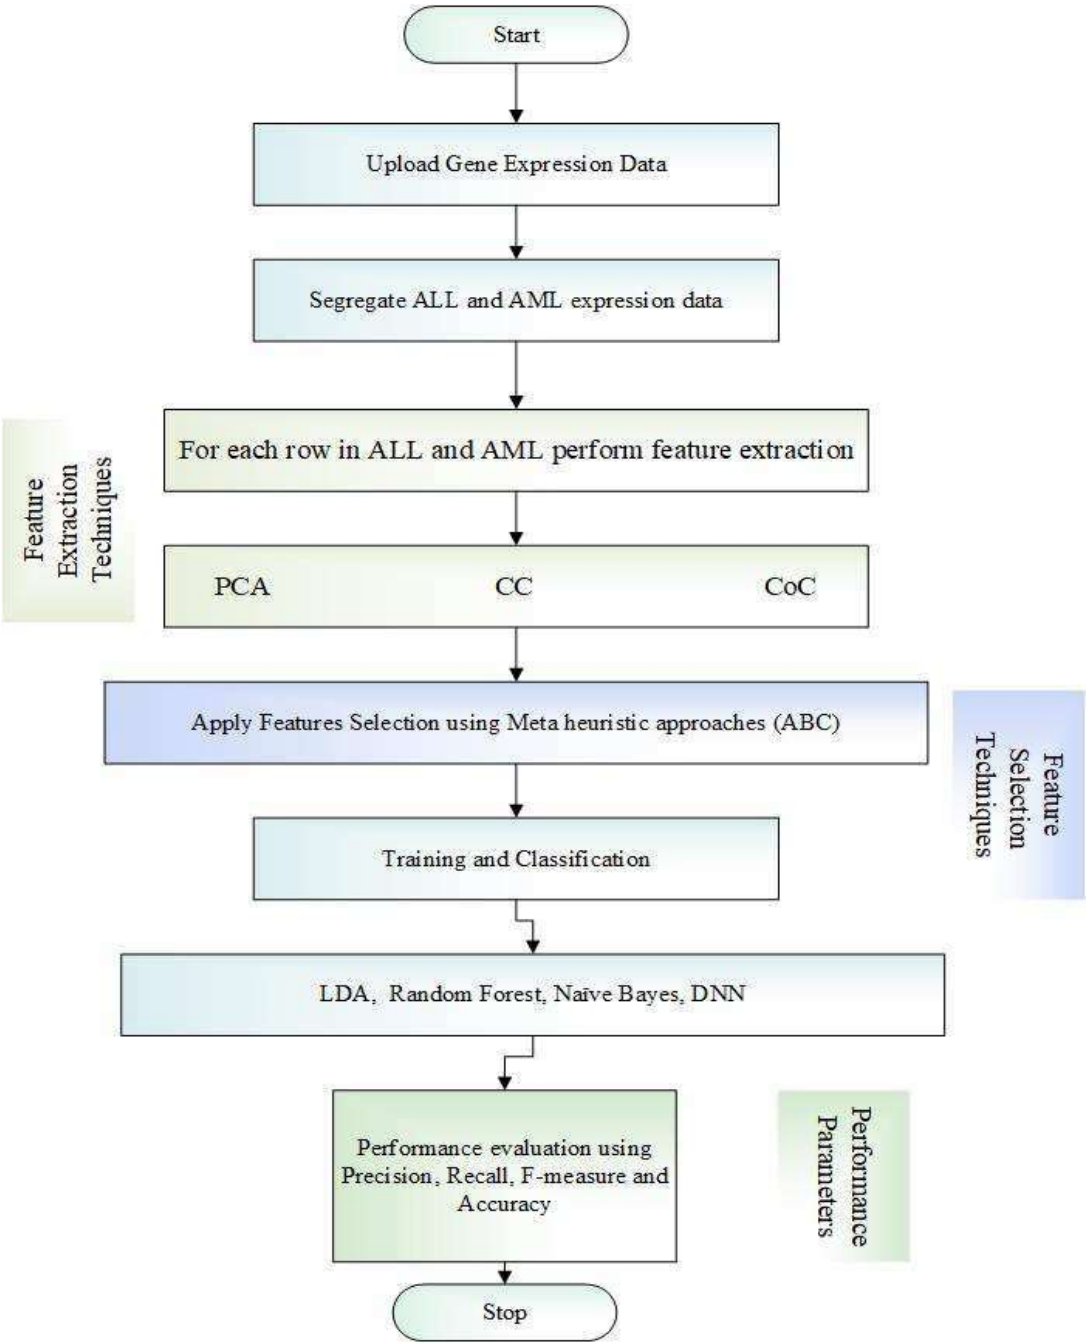 Start
Upload Gene Expression Data
Segregate ALL and AML expression data
For each row in ALL and AML perform feature extraction
Feature
Extraction
Techniques
PCA CC CoC
Apply Features Selection using Meta heuristic approaches (ABC)
Feature
Selection
Techniques
Training and Classification
LDA, Random Forest, Naïve Bayes, DNN
Performance evaluation using
Precision, Recall, F-measure and
Accuracy
Performance
Parameters
Stop